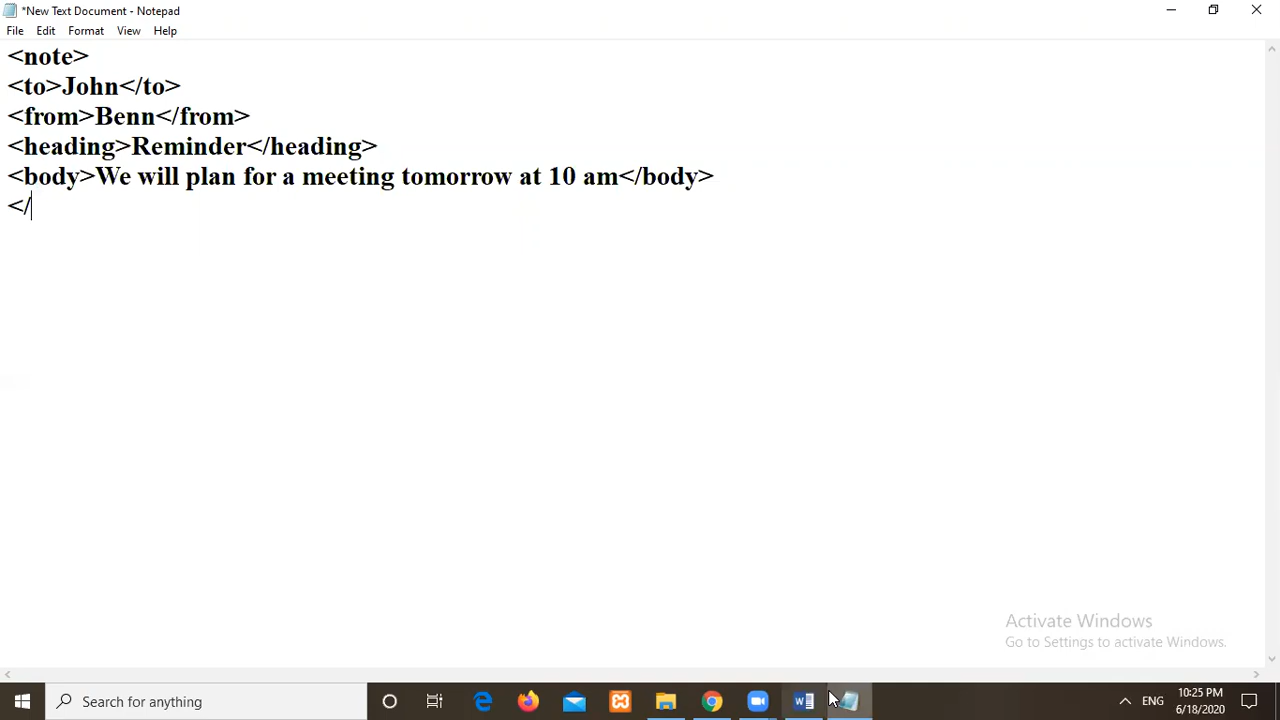 *New Text Document - Notepad
File Edit Format View Help
<note>
<to>John</to>
<from>Benn</from>
<heading>Reminder</heading>
<body>We will plan for a meeting tomorrow at 10 am</body>
</
Activate Windows
Go to Settings to activate Windows.
Search for anything
ENG
10:25 PM
6/18/2020